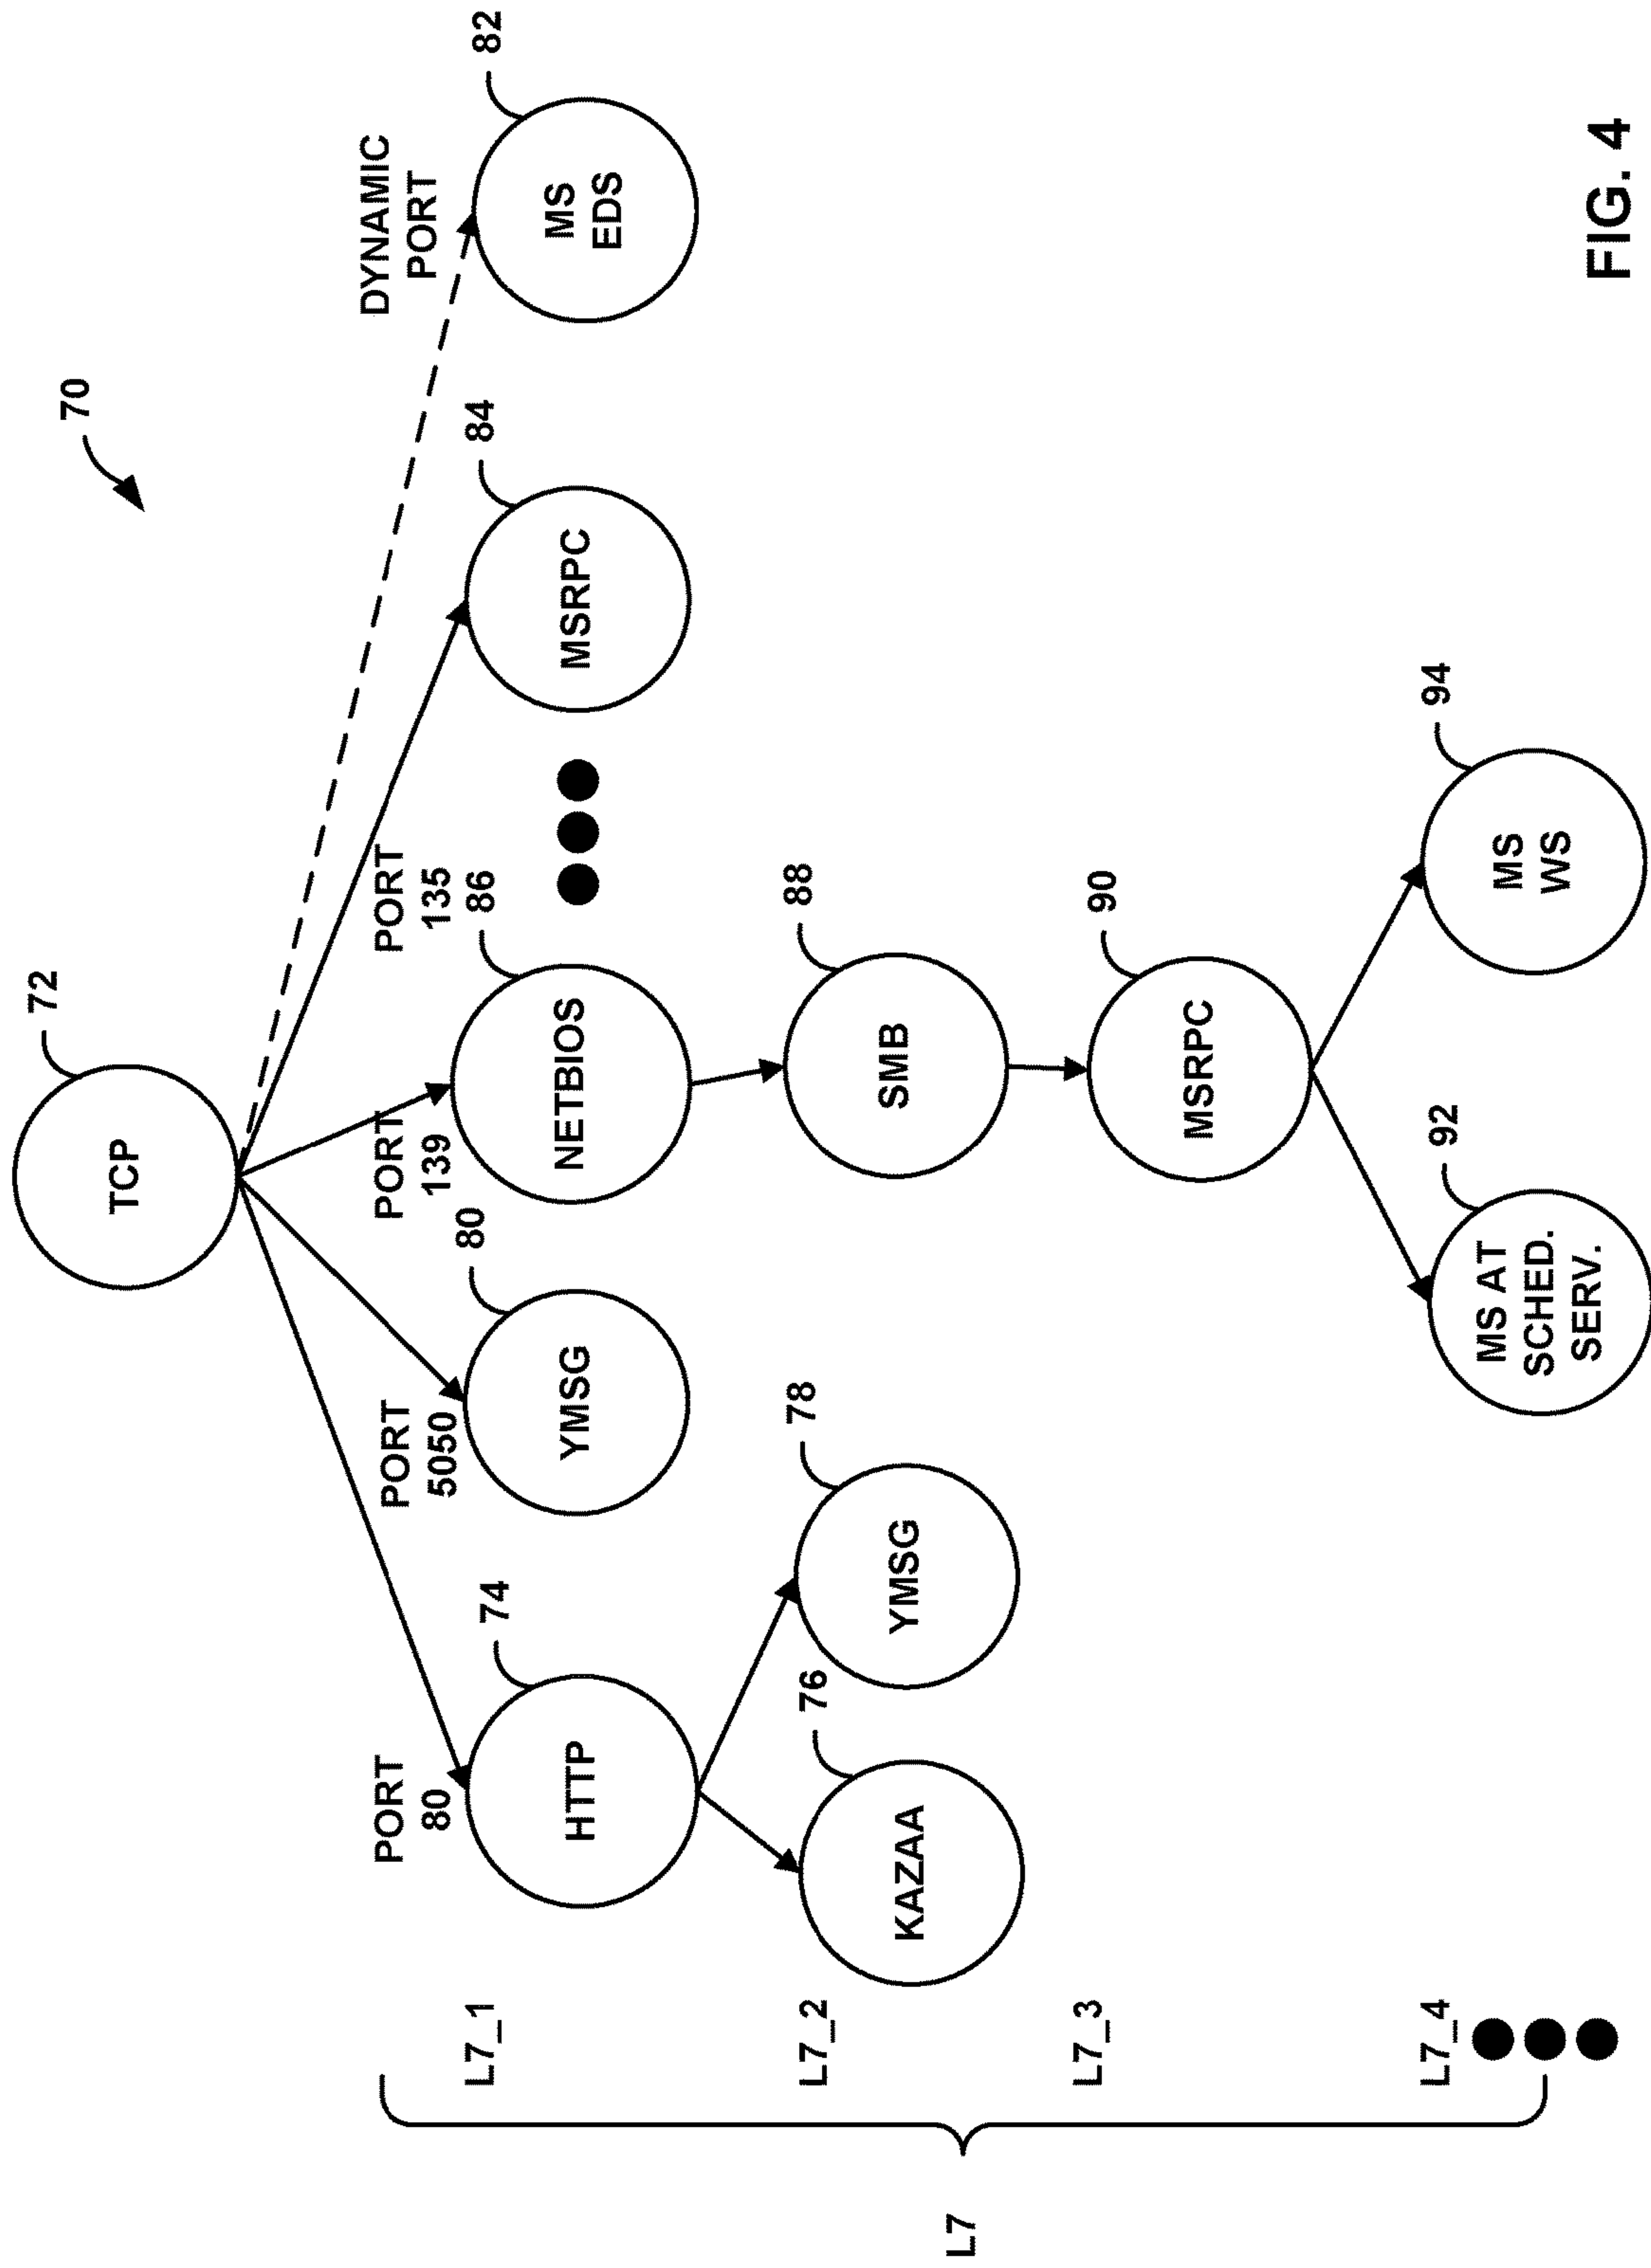 70
72
TCP
PORT
80
PORT
5050
PORT
139
PORT
135
DYNAMIC
PORT
L7
L7_1
74
HTTP
80
YMSG
86
NETBIOS
84
MSRPC
82
MS
EDS
L7_2
76
KAZAA
78
YMSG
88
SMB
L7_3
90
MSRPC
L7_4
92
MS AT
SCHED.
SERV.
94
MS
WS
FIG. 4